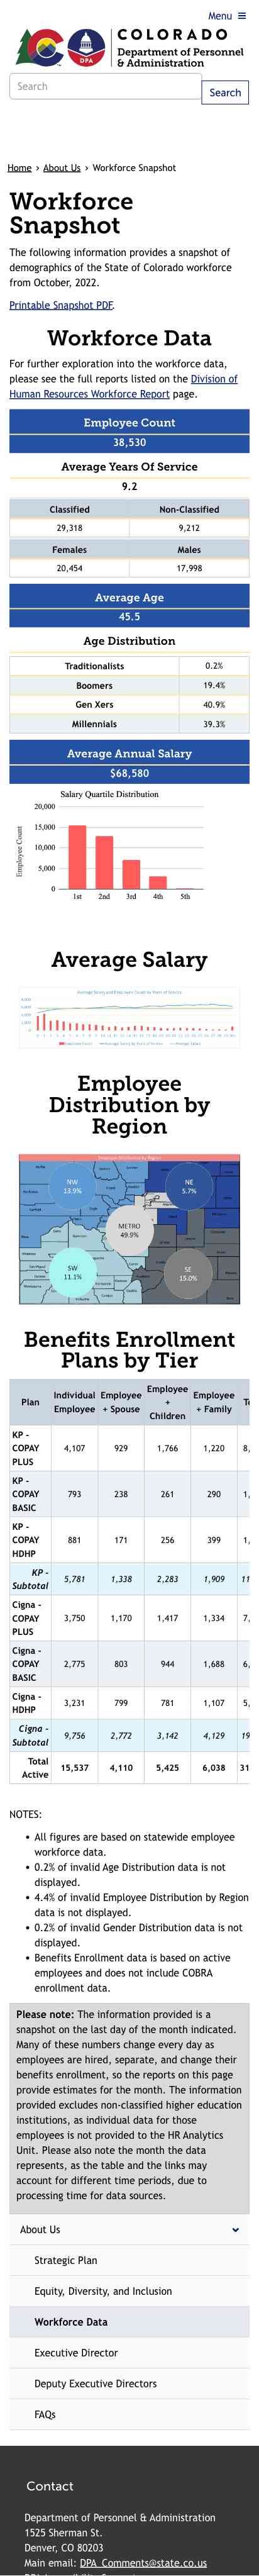 Menu ≡
COLORADO
DPA
Department of Personnel
& Administration
Search
Search
Home › About Us › Workforce Snapshot
Workforce
Snapshot
The following information provides a snapshot of
demographics of the State of Colorado workforce
from October, 2022.
Printable Snapshot PDF.
Workforce Data
For further exploration into the workforce data,
please see the full reports listed on the Division of
Human Resources Workforce Report page.
Employee Count
38,530
Average Years Of Service
9.2
Classified Non-Classified
29,318 9,212
Females Males
20,454 17,998
Average Age
45.5
Age Distribution
Traditionalists 0.2%
Boomers 19.4%
Gen Xers 40.9%
Millennials 39.3%
Average Annual Salary
$68,580
Salary Quartile Distribution
20,000
15,000
10,000
5,000
0
Employee Count
1st 2nd 3rd 4th 5th
Average Salary
Average Salary and Employee Count by Years of Service
Employee
Distribution by
Region
Employee Distribution by Region
NW
13.9%
NE
5.7%
METRO
49.9%
SW
11.1%
SE
15.0%
Benefits Enrollment
Plans by Tier
Plan Individual Employee Employee + Spouse Employee + Children Employee + Family
KP - COPAY PLUS 4,107 929 1,766 1,220 8,
KP - COPAY BASIC 793 238 261 290 1,
KP - COPAY HDHP 881 171 256 399 1,
KP - Subtotal 5,781 1,338 2,283 1,909 11
Cigna - COPAY PLUS 3,750 1,170 1,417 1,334 7,
Cigna - COPAY BASIC 2,775 803 944 1,688 6,
Cigna - HDHP 3,231 799 781 1,107 5,
Cigna - Subtotal 9,756 2,772 3,142 4,129 19
Total Active 15,537 4,110 5,425 6,038 31
NOTES:
• All figures are based on statewide employee
workforce data.
• 0.2% of invalid Age Distribution data is not
displayed.
• 4.4% of invalid Employee Distribution by Region
data is not displayed.
• 0.2% of invalid Gender Distribution data is not
displayed.
• Benefits Enrollment data is based on active
employees and does not include COBRA
enrollment data.
Please note: The information provided is a
snapshot on the last day of the month indicated.
Many of these numbers change every day as
employees are hired, separate, and change their
benefits enrollment, so the reports on this page
provide estimates for the month. The information
provided excludes non-classified higher education
institutions, as individual data for those
employees is not provided to the HR Analytics
Unit. Please also note the month the data
represents, as the table and the links may
account for different time periods, due to
processing time for data sources.
About Us
Strategic Plan
Equity, Diversity, and Inclusion
Workforce Data
Executive Director
Deputy Executive Directors
FAQs
Contact
Department of Personnel & Administration
1525 Sherman St.
Denver, CO 80203
Main email: DPA_Comments@state.co.us